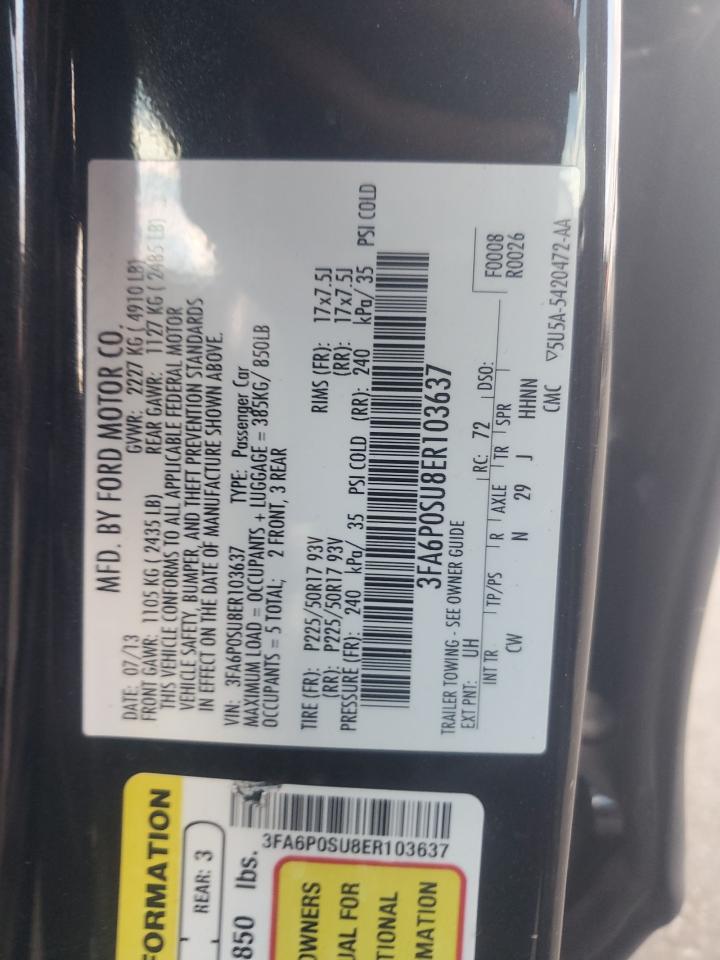 MFD. BY FORD MOTOR CO.
DATE: 07/13 GVWR: 2227 KG ( 4910 LB)
FRONT GAWR: 1105 KG ( 2435 LB) REAR GAWR: 1127 KG ( 2485 LB)
THIS VEHICLE CONFORMS TO ALL APPLICABLE FEDERAL MOTOR
VEHICLE SAFETY, BUMPER, AND THEFT PREVENTION STANDARDS
IN EFFECT ON THE DATE OF MANUFACTURE SHOWN ABOVE.
VIN: 3FA6P0SU8ER103637 TYPE: Passenger Car
MAXIMUM LOAD = OCCUPANTS + LUGGAGE = 385KG/ 850LB
OCCUPANTS = 5 TOTAL; 2 FRONT, 3 REAR
TIRE (FR): P225/50R17 93V RIMS (FR): 17x7.5J
(RR): P225/50R17 93V (RR): 17x7.5J
PRESSURE (FR): 240 kPa/ 35 PSI COLD (RR): 240 kPa/ 35 PSI COLD
3FA6P0SU8ER103637
TRAILER TOWING - SEE OWNER GUIDE
EXT PNT: UH RC: 72 DSO: F0008
R0026
INT TR TP/PS R AXLE TR SPR
CW N 29 J HHNN
CMC ▽5U5A-5420472-AA
FORMATION
REAR: 3
850 lbs.
3FA6P0SU8ER103637
OWNERS
UAL FOR
TIONAL
MATION